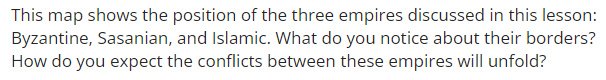 This map shows the position of the three empires discussed in this lesson:
Byzantine, Sasanian, and Islamic. What do you notice about their borders?
How do you expect the conflicts between these empires will unfold?